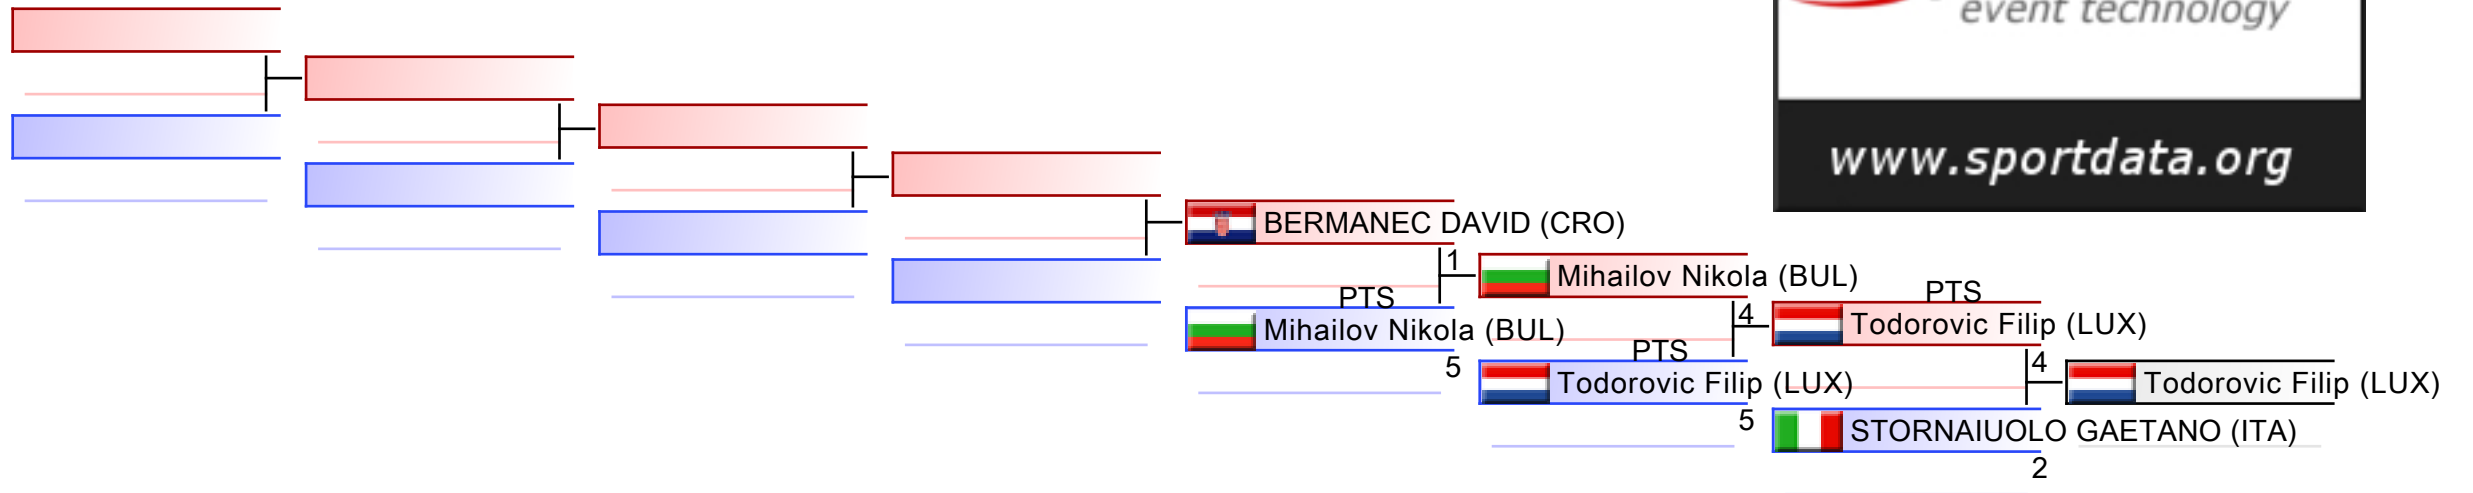 event technology
www.sportdata.org
BERMANEC DAVID (CRO)
1
Mihailov Nikola (BUL)
PTS
PTS
Mihailov Nikola (BUL)
4
Todorovic Filip (LUX)
PTS
5
4
Todorovic Filip (LUX)
Todorovic Filip (LUX)
5
STORNAIUOLO GAETANO (ITA)
2